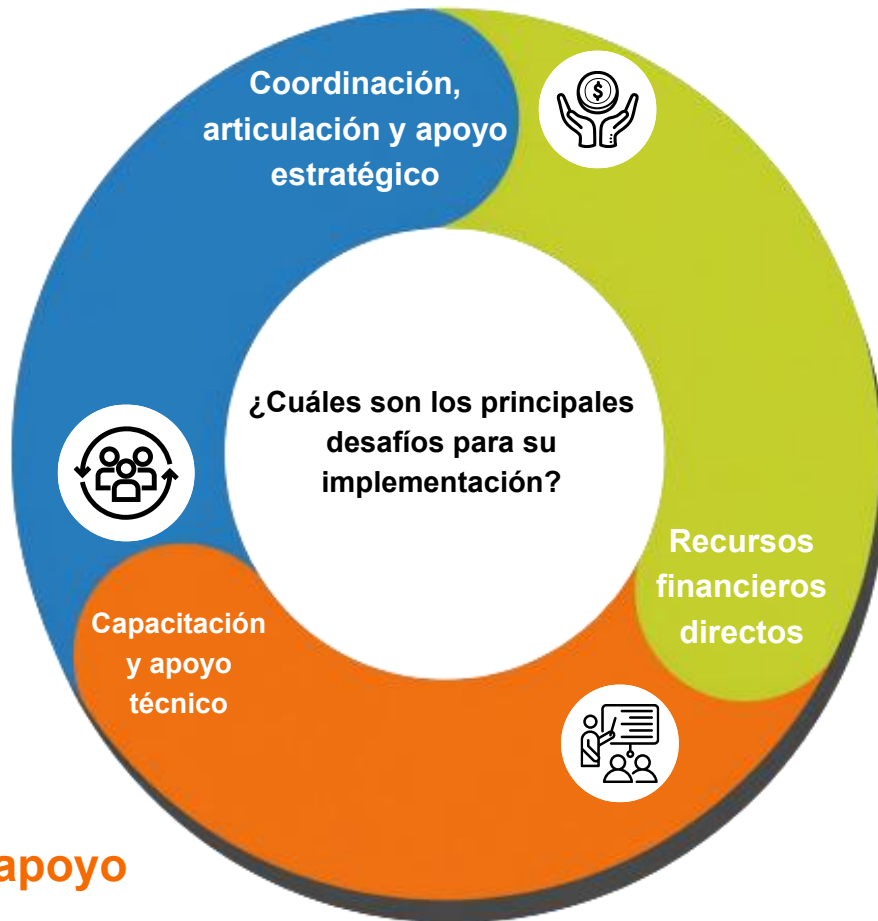 Coordinación,
articulación y apoyo
estratégico
$
¿Cuáles son los principales
desafíos para su
implementación?
Recursos
financieros
directos
Capacitación
y apoyo
técnico
apoyo